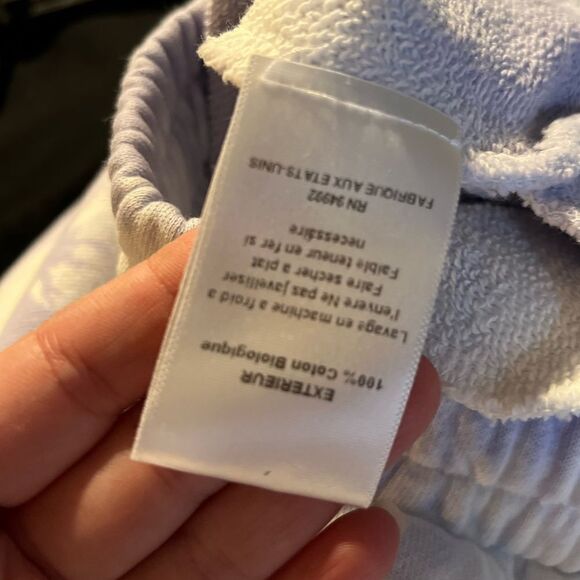 EXTERIEUR
100% Coton Biologique
Lavage en machine a froid a
l'envere Ne pas javelliser
Faire secher a plat
Faible teneur en fer si
necessaire
RN 94992
FABRIQUE AUX ETATS-UNIS